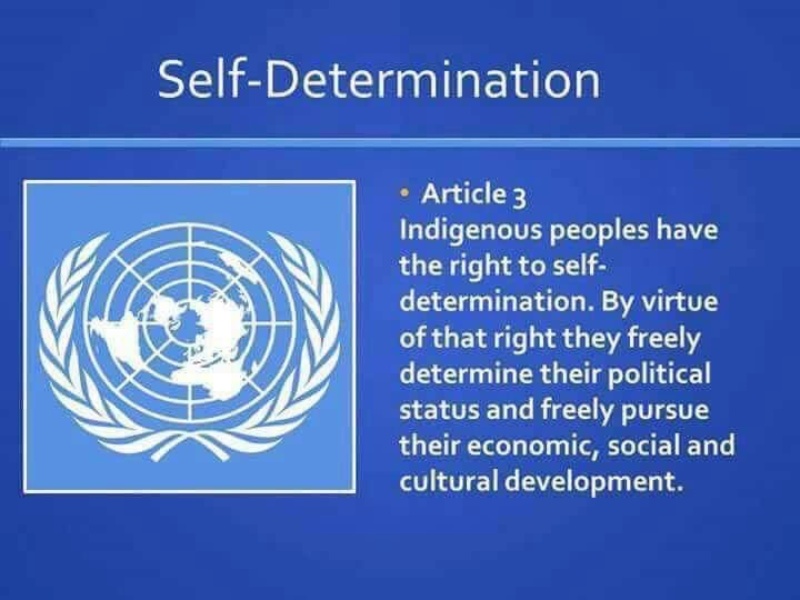 Self-Determination
• Article 3
Indigenous peoples have
the right to self-
determination. By virtue
of that right they freely
determine their political
status and freely pursue
their economic, social and
cultural development.